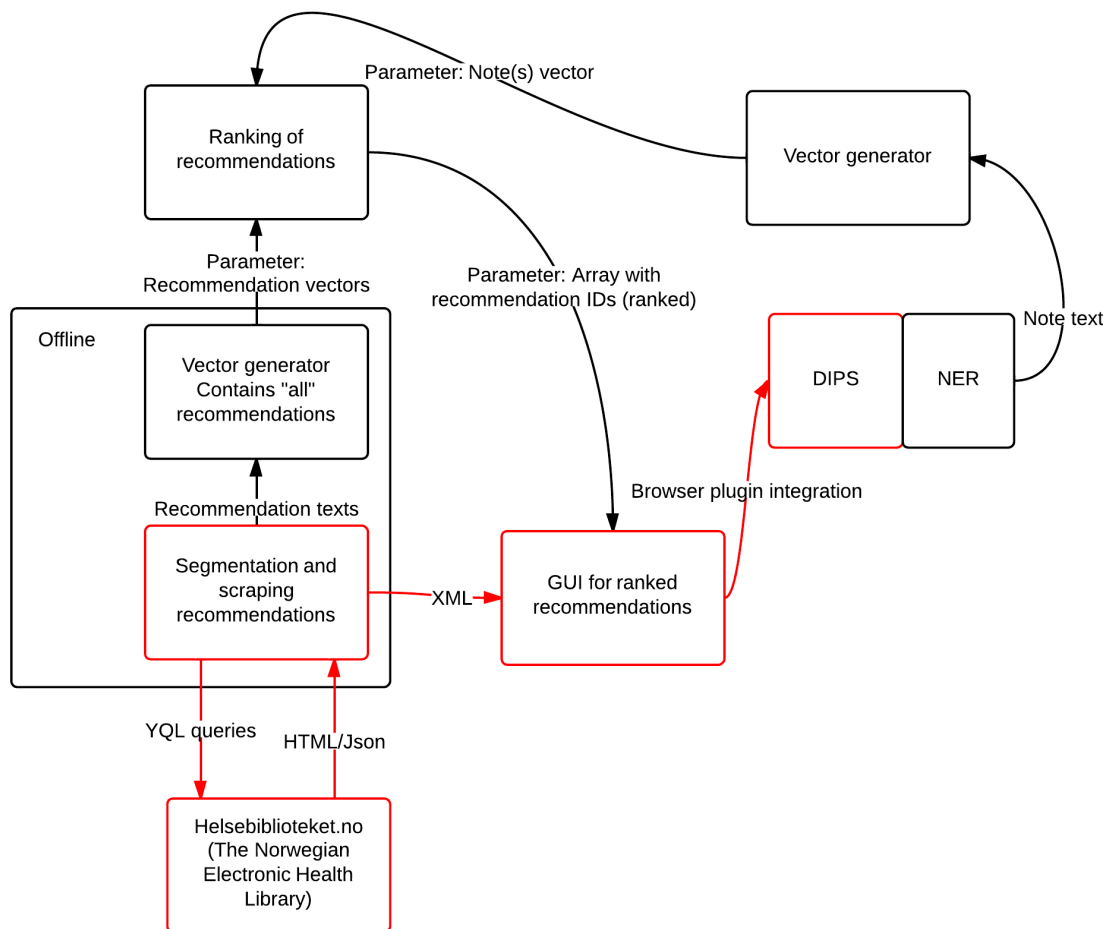 Parameter: Note(s) vector
Ranking of
recommendations
Vector generator
Parameter:
Recommendation vectors
Parameter: Array with
recommendation IDs (ranked)
Note text
Offline
Vector generator
Contains "all"
recommendations
DIPS
NER
Recommendation texts
Browser plugin integration
Segmentation and
scraping
recommendations
XML
GUI for ranked
recommendations
YQL queries
HTML/Json
Helsebiblioteket.no
(The Norwegian
Electronic Health
Library)